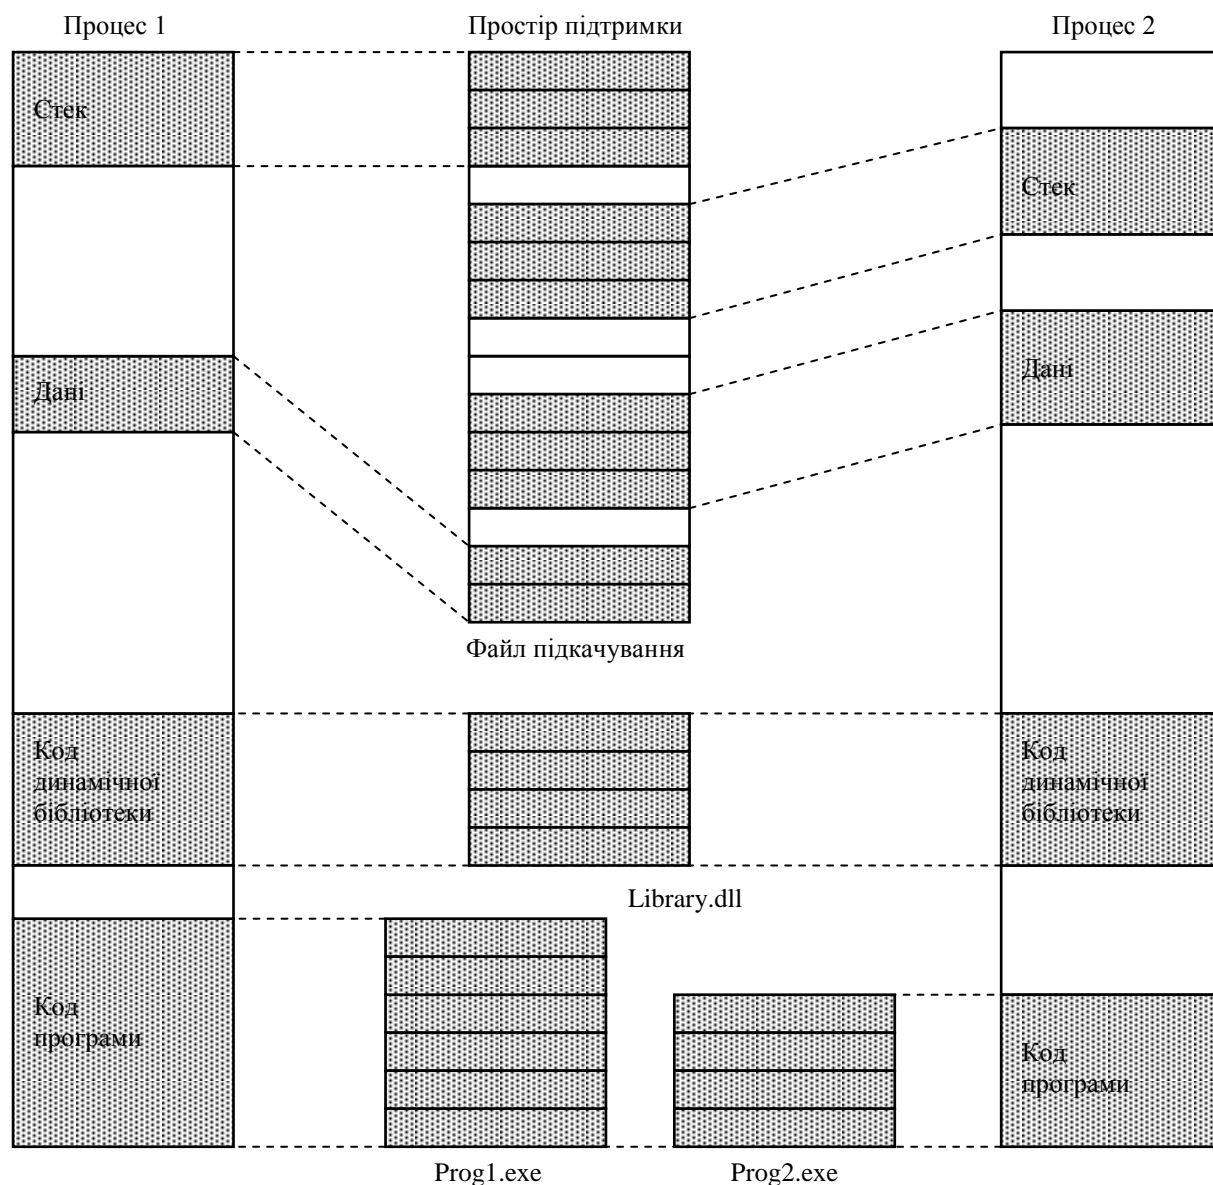 Процес 1
Простір підтримки
Процес 2
Стек
Стек
Дані
Дані
Файл підкачування
Код
динамічної
бібліотеки
Код
динамічної
бібліотеки
Library.dll
Код
програми
Код
програми
Prog1.exe
Prog2.exe